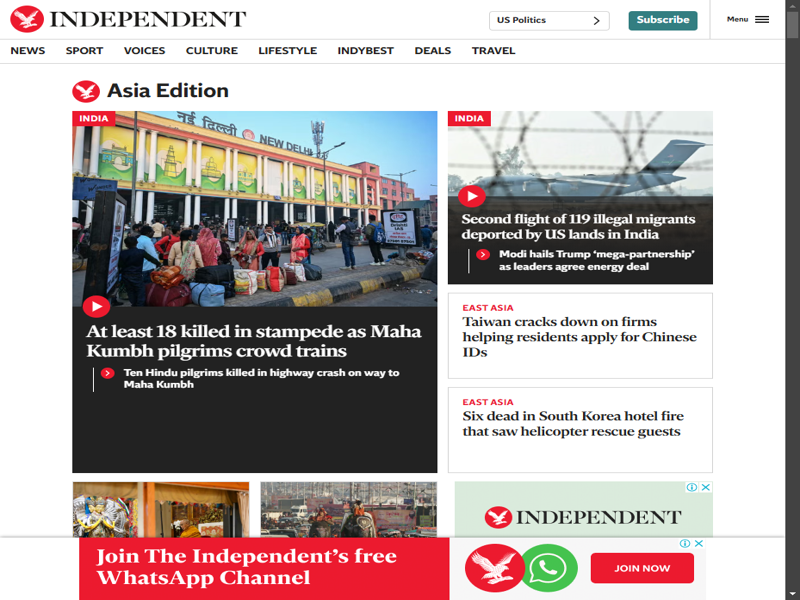 INDEPENDENT
US Politics
Subscribe
Menu
NEWS
SPORT
VOICES
CULTURE
LIFESTYLE
INDYBEST
DEALS
TRAVEL
Asia Edition
INDIA
नई दिल्ली
NEW DELHI
At least 18 killed in stampede as Maha
Kumbh pilgrims crowd trains
Ten Hindu pilgrims killed in highway crash on way to
Maha Kumbh
INDIA
Second flight of 119 illegal migrants
deported by US lands in India
Modi hails Trump ‘mega-partnership’
as leaders agree energy deal
EAST ASIA
Taiwan cracks down on firms
helping residents apply for Chinese
IDs
EAST ASIA
Six dead in South Korea hotel fire
that saw helicopter rescue guests
INDEPENDENT
Join The Independent’s free
WhatsApp Channel
JOIN NOW